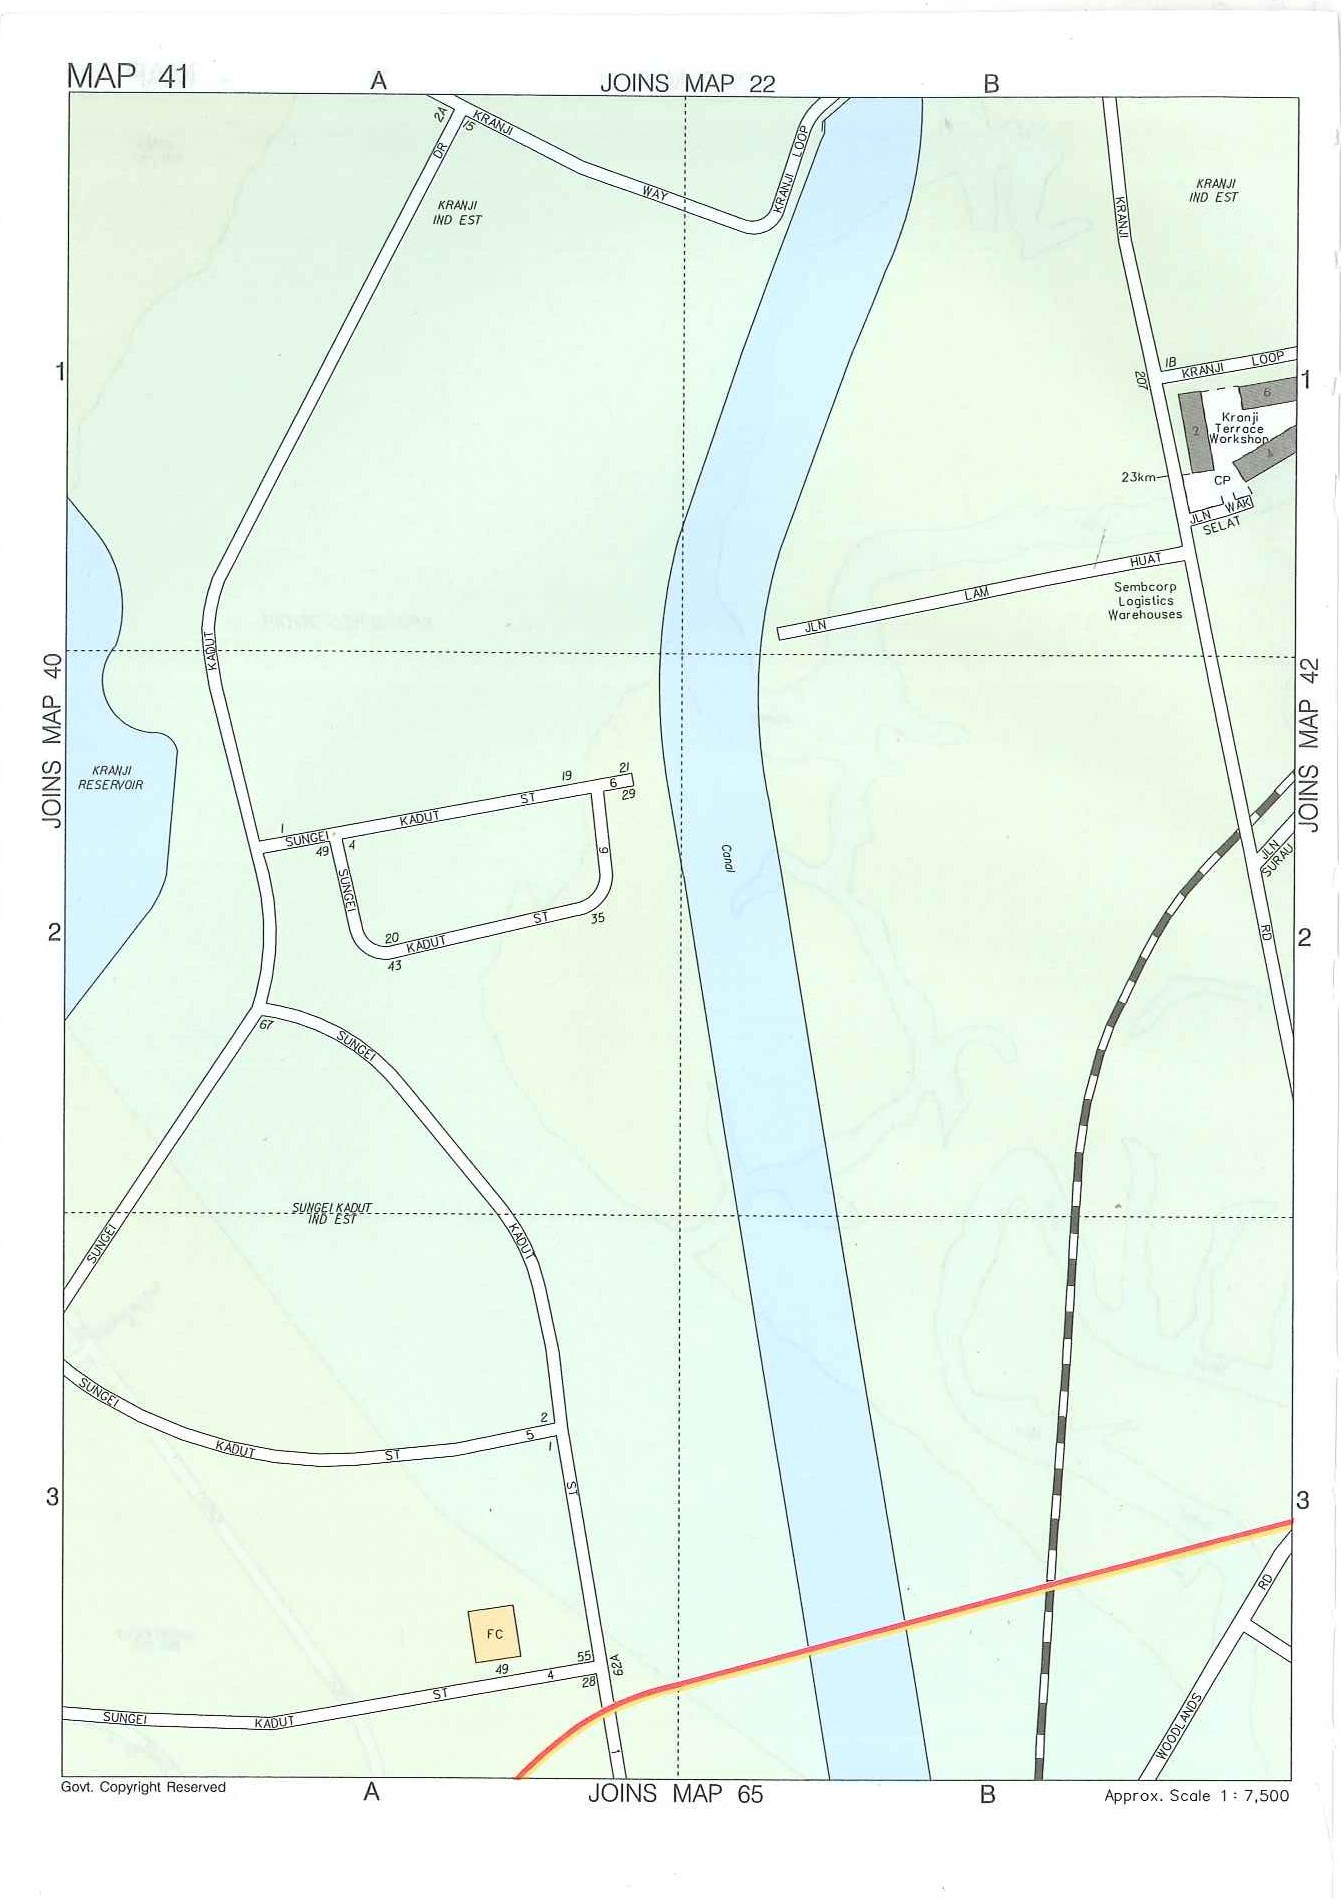 MAP 41
A
JOINS MAP 22
B
2A
15
KRANJI
WAY
KRANJI LOOP
DR
KRANJI
IND EST
KRANJI
KRANJI
IND EST
1
1
207
1B
KRANJI LOOP
6
2
Kranji
Terrace
Workshop
4
23km
CP
JLN WAK
SELAT
HUAT
LAM
JLN
Sembcorp
Logistics
Warehouses
KADUT
JOINS MAP 40
JOINS MAP 42
KRANJI
RESERVOIR
19
21
6
29
1
SUNGEI KADUT ST
49
4
SUNGEI
6
20
KADUT ST
35
43
Canal
JLN
SURAU
RD
2
2
67
SUNGEI
SUNGEI KADUT
IND EST
KADUT
SUNGEI
SUNGEI KADUT ST 5
2
1
ST
3
3
FC
RD
WOODLANDS
55
62A
49
4
28
SUNGEI KADUT ST
1
Govt. Copyright Reserved
A
JOINS MAP 65
B
Approx. Scale 1 : 7,500